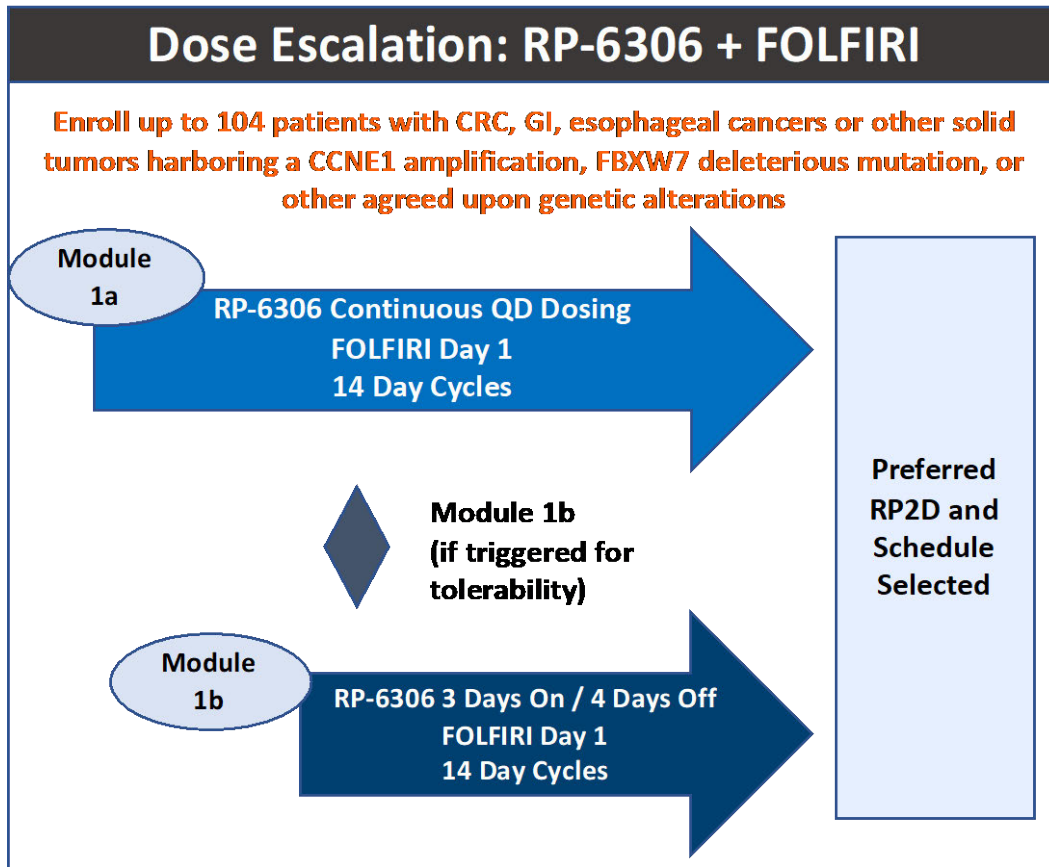 Dose Escalation: RP-6306 + FOLFIRI
Enroll up to 104 patients with CRC, GI, esophageal cancers or other solid
tumors harboring a CCNE1 amplification, FBXW7 deleterious mutation, or
other agreed upon genetic alterations
Module
1a
RP-6306 Continuous QD Dosing
FOLFIRI Day 1
14 Day Cycles
Module 1b
(if triggered for
tolerability)
Preferred
RP2D and
Schedule
Selected
Module
1b
RP-6306 3 Days On / 4 Days Off
FOLFIRI Day 1
14 Day Cycles